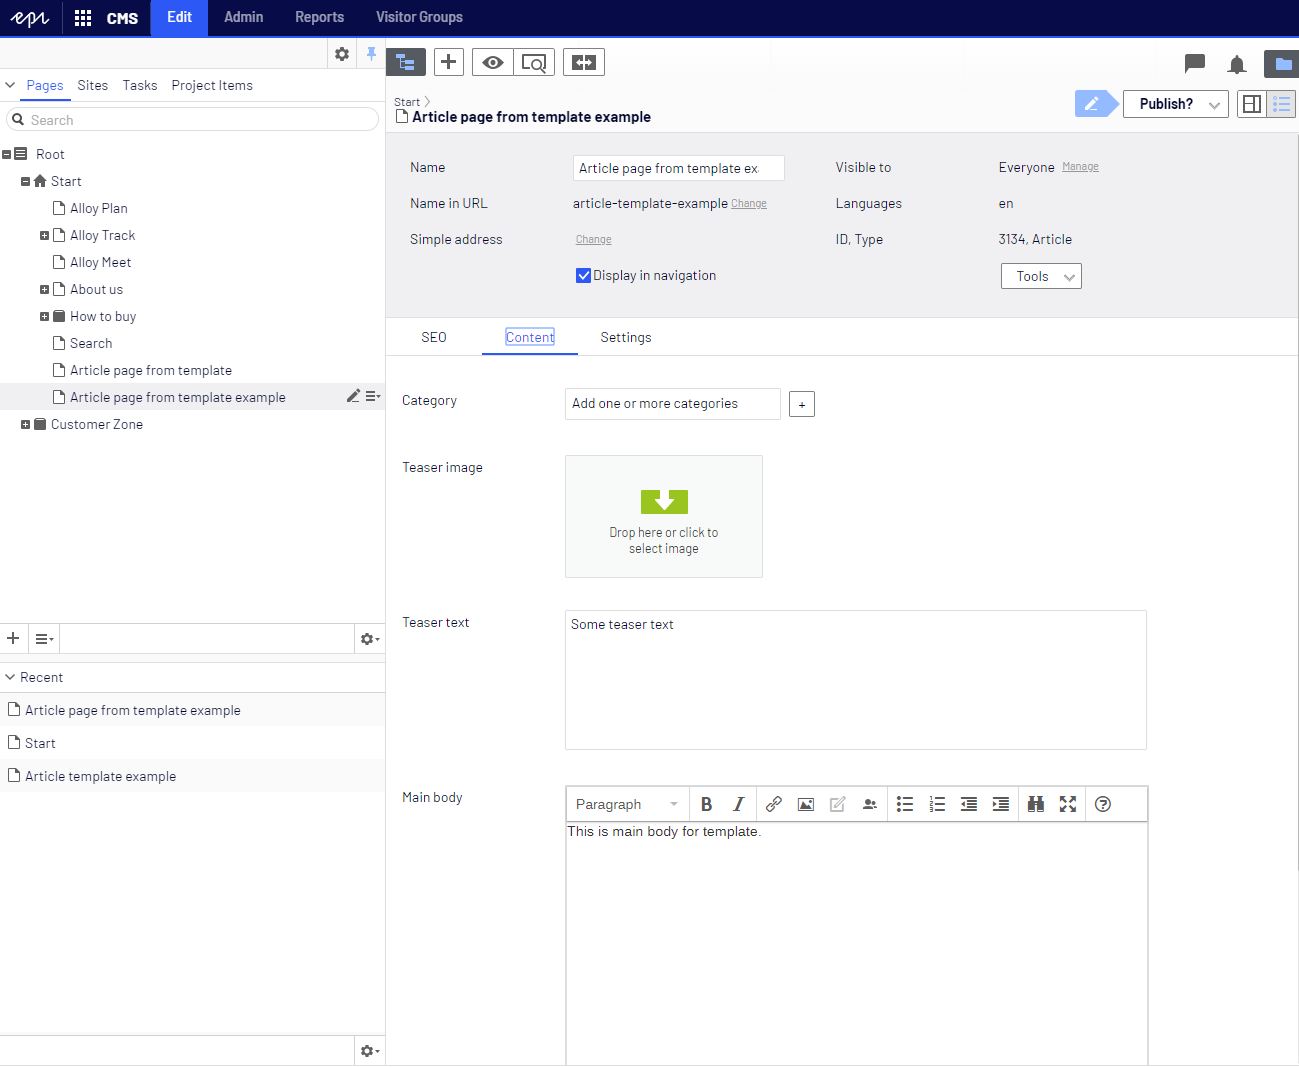 epi
CMS
Edit
Admin
Reports
Visitor Groups
Pages
Sites
Tasks
Project Items
Search
Root
Start
Alloy Plan
Alloy Track
Alloy Meet
About us
How to buy
Search
Article page from template
Article page from template example
Customer Zone
Recent
Article page from template example
Start
Article template example
Start
Article page from template example
Publish?
Name
Article page from template ex
Visible to
Everyone Manage
Name in URL
article-template-example Change
Languages
en
Simple address
Change
ID, Type
3134, Article
Display in navigation
Tools
SEO
Content
Settings
Category
Add one or more categories
+
Teaser image
Drop here or click to
select image
Teaser text
Some teaser text
Main body
Paragraph
B I
This is main body for template.